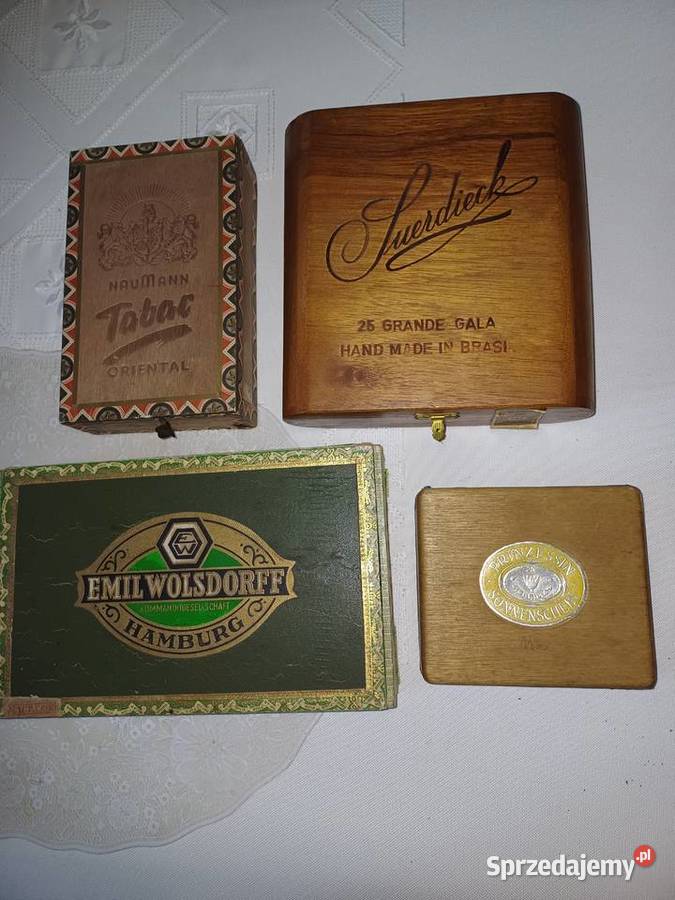 NAUMANN
Tabac
ORIENTAL
Suerdieck
25 GRANDE GALA
HAND MADE IN BRASI
EW
EMIL WOLSDORFF
KOMMANDITGESELLSCHAFT
HAMBURG
PRINZESSIN
SONNENSCHEIN
Sprzedajemy.pl